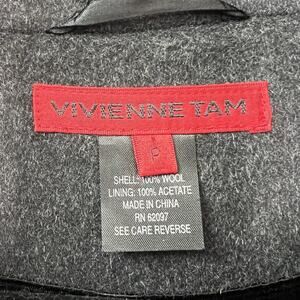 VIVIENNE TAM
P
SHELL: 100% WOOL
LINING: 100% ACETATE
MADE IN CHINA
RN 62097
SEE CARE REVERSE